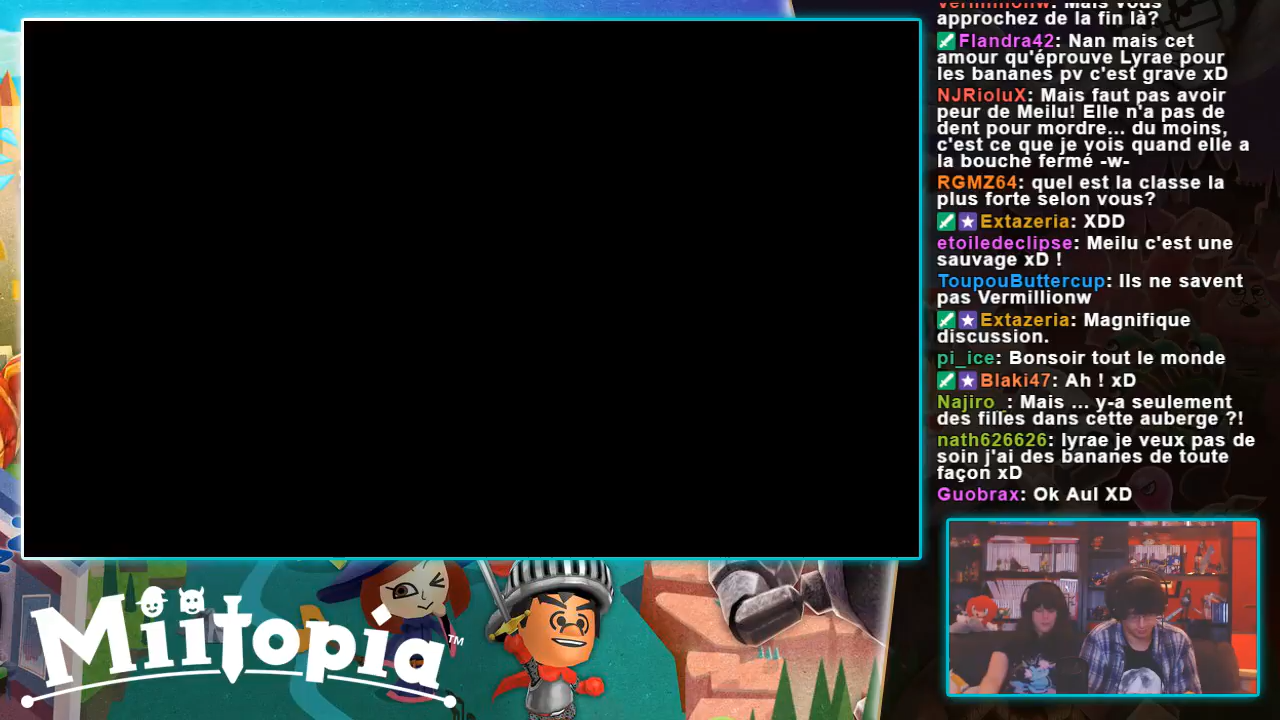 Vermillionw: Mais vous
approchez de la fin là?
Flandra42: Nan mais cet
amour qu'éprouve Lyrae pour
les bananes pv c'est grave xD
NJRioluX: Mais faut pas avoir
peur de Meilu! Elle n'a pas de
dent pour mordre... du moins,
c'est ce que je vois quand elle a
la bouche fermé -w-
RGMZ64: quel est la classe la
plus forte selon vous?
Extazeria: XDD
etoiledeclipse: Meilu c'est une
sauvage xD !
ToupouButtercup: Ils ne savent
pas Vermillionw
Extazeria: Magnifique
discussion.
pi_ice: Bonsoir tout le monde
Blaki47: Ah ! xD
Najiro_: Mais ... y-a seulement
des filles dans cette auberge ?!
nath626626: lyrae je veux pas de
soin j'ai des bananes de toute
façon xD
Guobrax: Ok Aul XD
Miitopia™